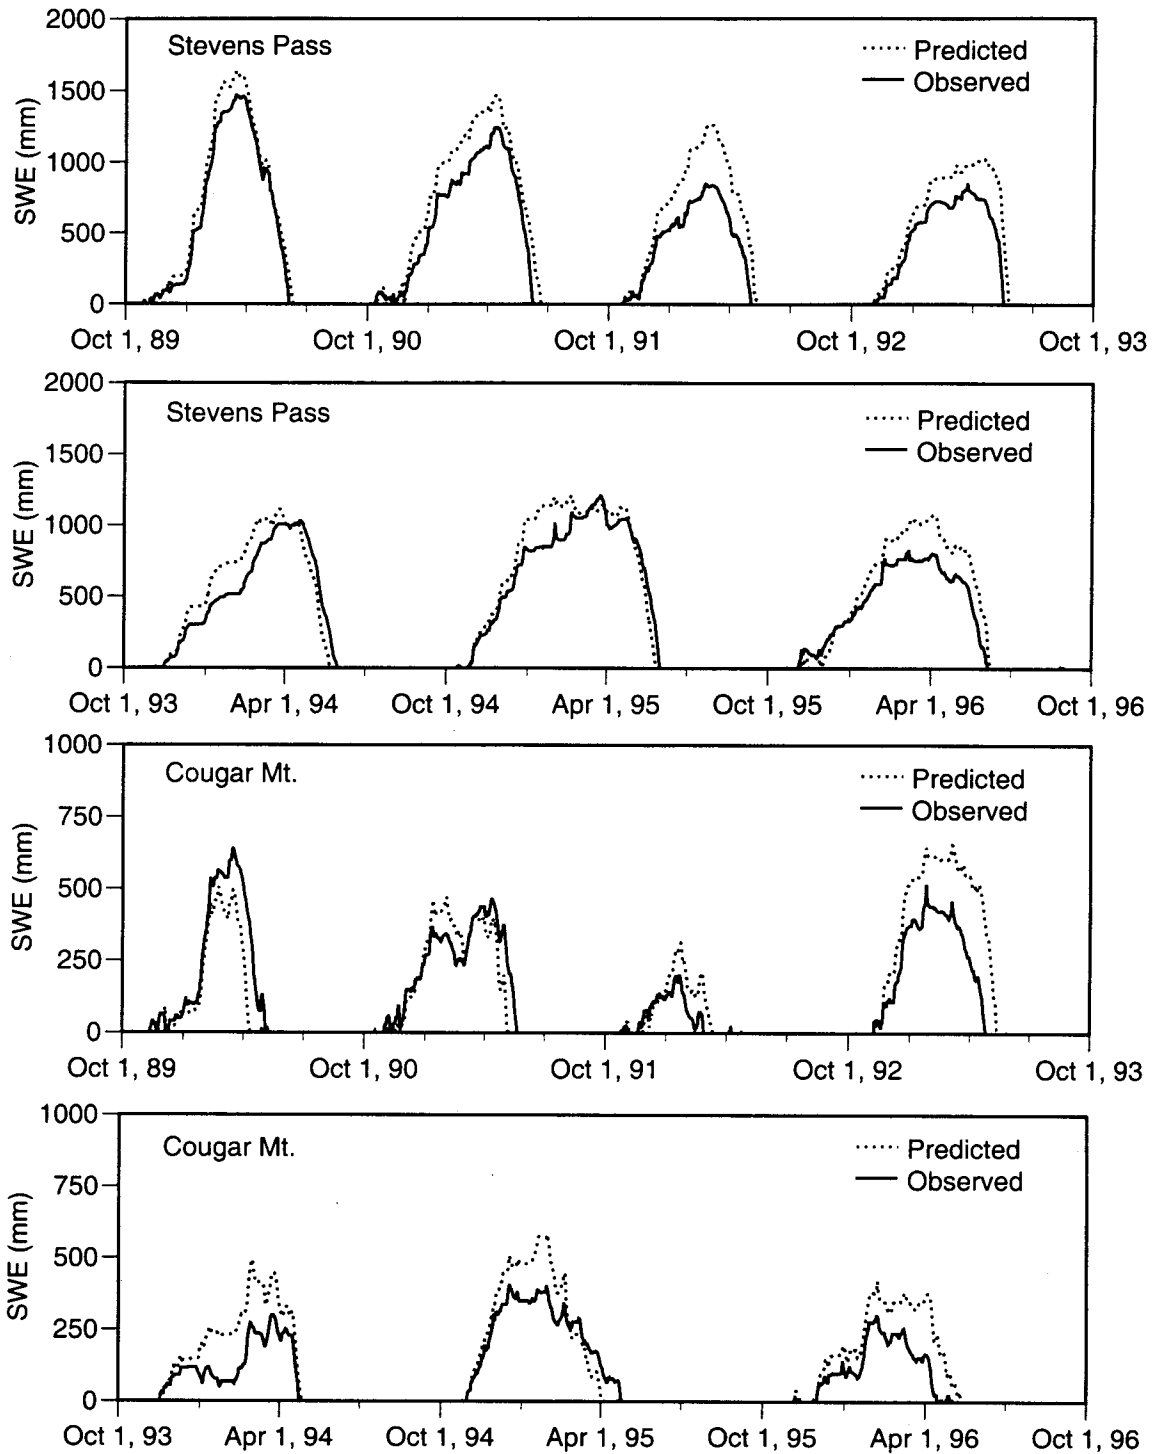 2000
Stevens Pass
Predicted
Observed
1500
1000
500
0
SWE (mm)
Oct 1, 89 Oct 1, 90 Oct 1, 91 Oct 1, 92 Oct 1, 93
2000
Stevens Pass
Predicted
Observed
1500
1000
500
0
SWE (mm)
Oct 1, 93 Apr 1, 94 Oct 1, 94 Apr 1, 95 Oct 1, 95 Apr 1, 96 Oct 1, 96
1000
Cougar Mt.
Predicted
Observed
750
500
250
0
SWE (mm)
Oct 1, 89 Oct 1, 90 Oct 1, 91 Oct 1, 92 Oct 1, 93
1000
Cougar Mt.
Predicted
Observed
750
500
250
0
SWE (mm)
Oct 1, 93 Apr 1, 94 Oct 1, 94 Apr 1, 95 Oct 1, 95 Apr 1, 96 Oct 1, 96